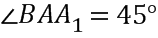 ∠BAA₁ = 45°